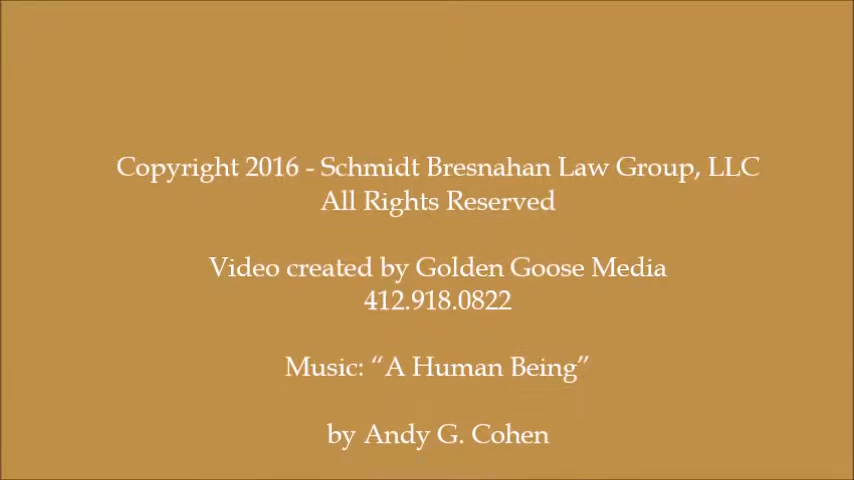 Copyright 2016 - Schmidt Bresnahan Law Group, LLC
All Rights Reserved
Video created by Golden Goose Media
412.918.0822
Music: “A Human Being”
by Andy G. Cohen